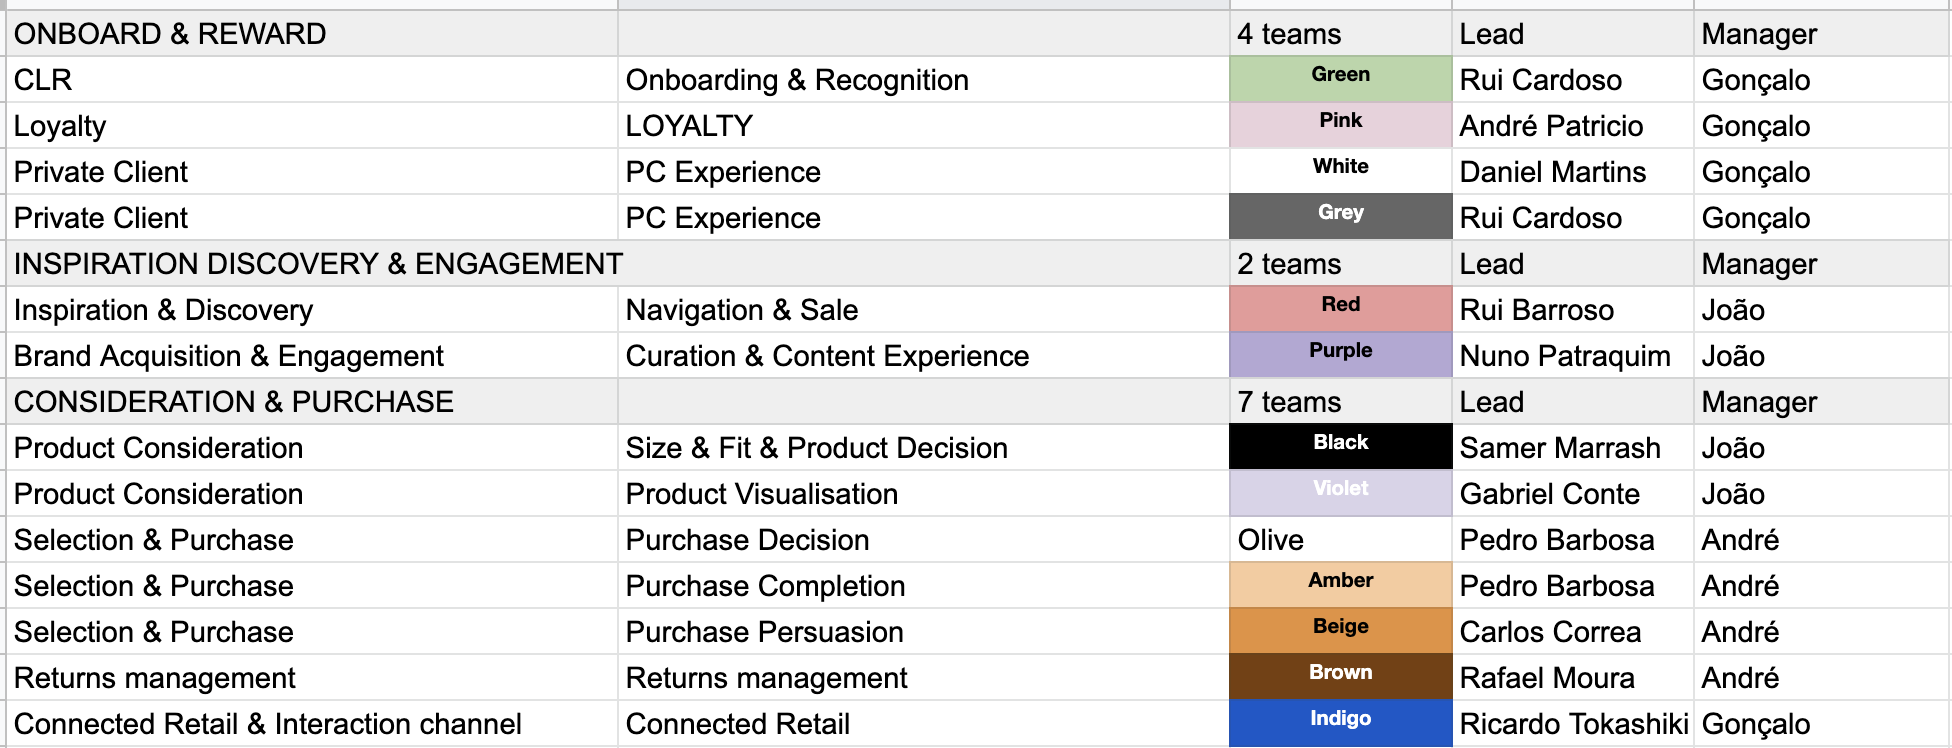 ONBOARD & REWARD 4 teams Lead Manager
CLR Onboarding & Recognition Green Rui Cardoso Gonçalo
Loyalty LOYALTY Pink André Patricio Gonçalo
Private Client PC Experience White Daniel Martins Gonçalo
Private Client PC Experience Grey Rui Cardoso Gonçalo
INSPIRATION DISCOVERY & ENGAGEMENT 2 teams Lead Manager
Inspiration & Discovery Navigation & Sale Red Rui Barroso João
Brand Acquisition & Engagement Curation & Content Experience Purple Nuno Patraquim João
CONSIDERATION & PURCHASE 7 teams Lead Manager
Product Consideration Size & Fit & Product Decision Black Samer Marrash João
Product Consideration Product Visualisation Violet Gabriel Conte João
Selection & Purchase Purchase Decision Olive Pedro Barbosa André
Selection & Purchase Purchase Completion Amber Pedro Barbosa André
Selection & Purchase Purchase Persuasion Beige Carlos Correa André
Returns management Returns management Brown Rafael Moura André
Connected Retail & Interaction channel Connected Retail Indigo Ricardo Tokashiki Gonçalo